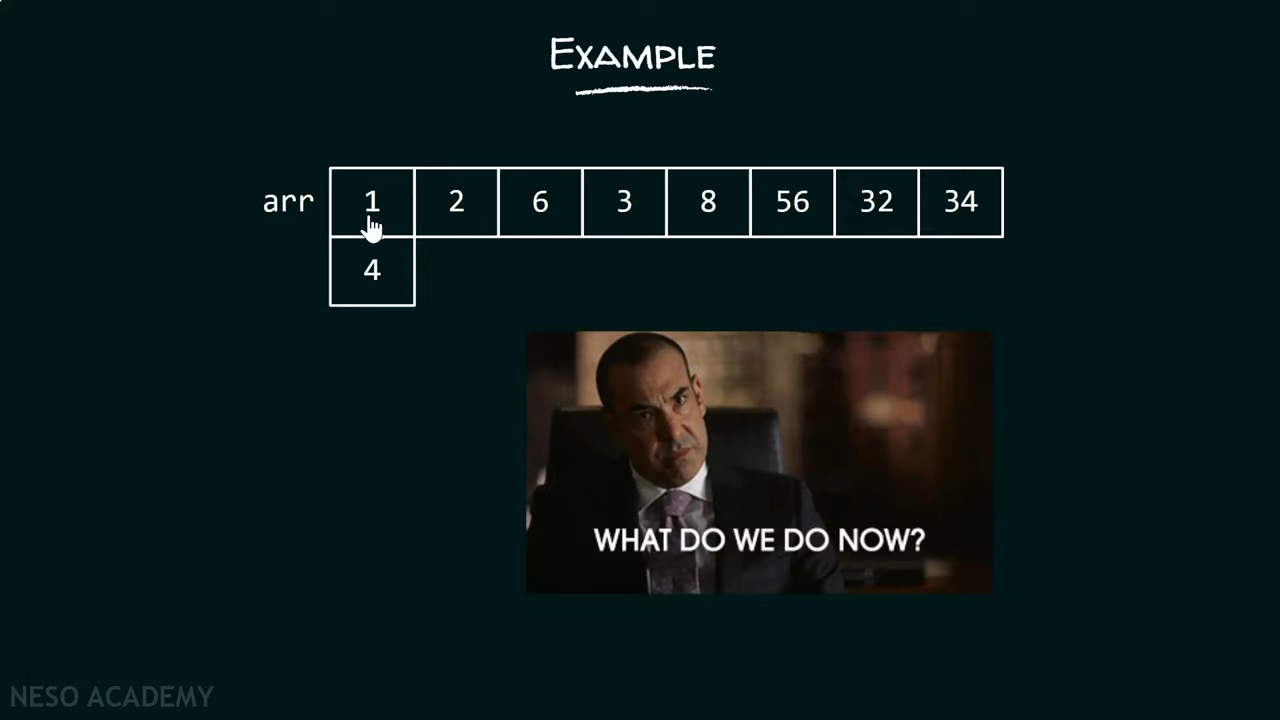 EXAMPLE
arr 1 2 6 3 8 56 32 34
4
WHAT DO WE DO NOW?
NESO ACADEMY